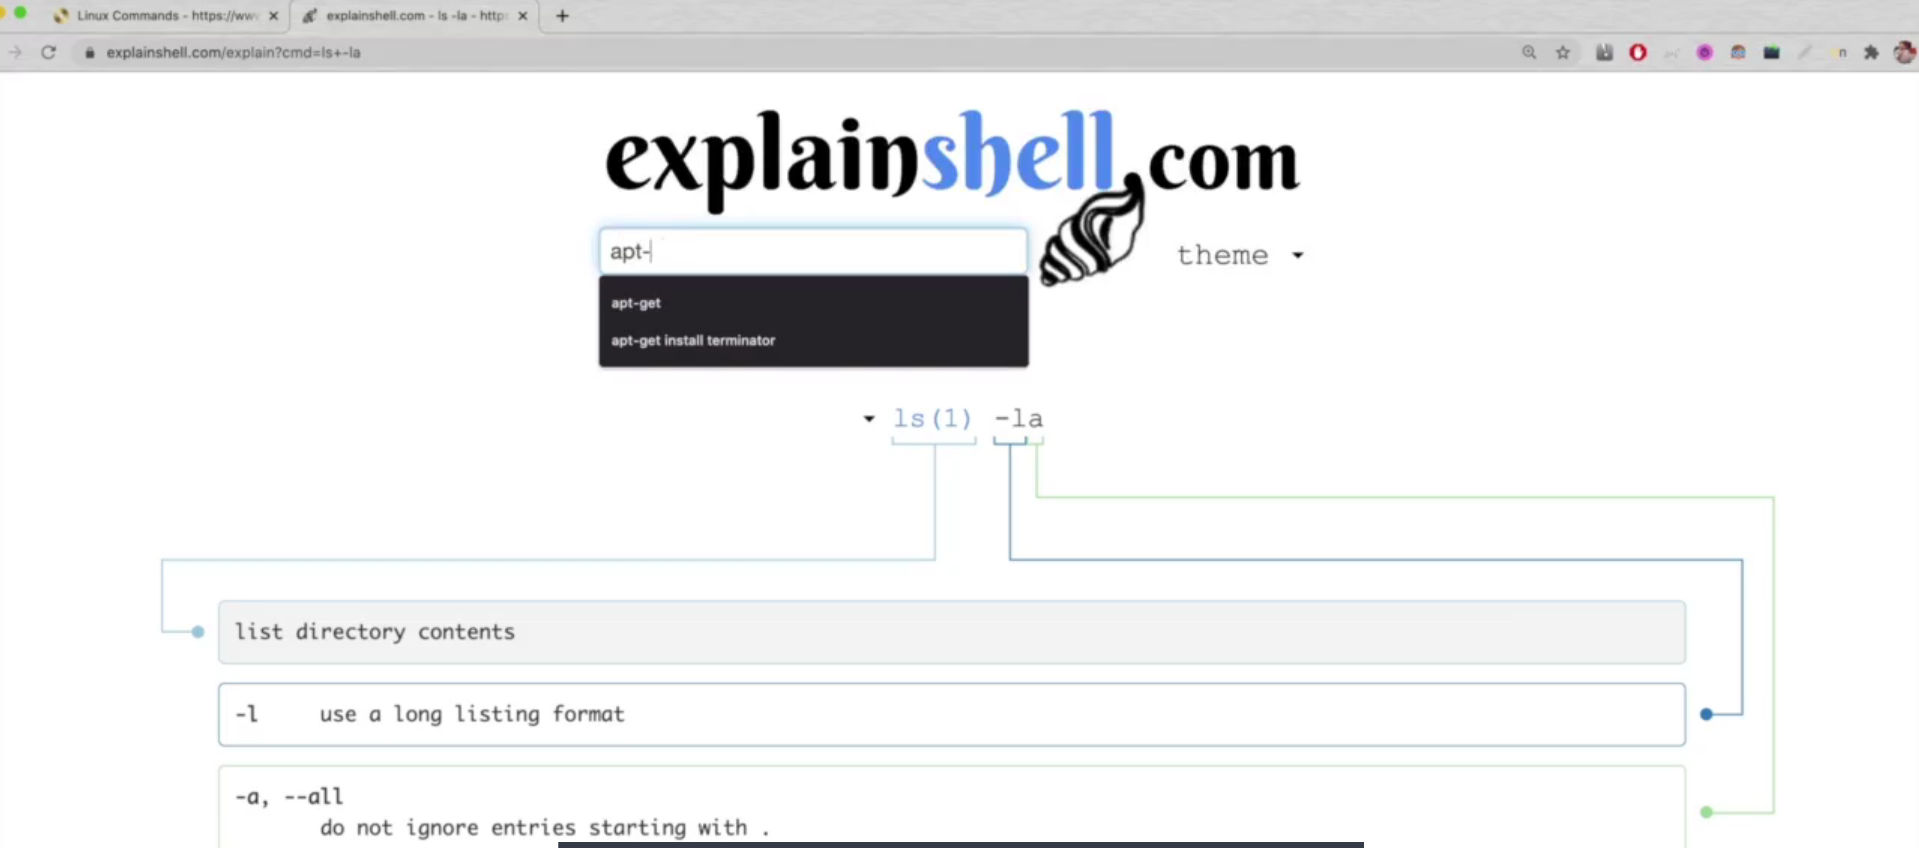 Linux Commands - https://www
explainshell.com - ls -la - http
explainshell.com/explain?cmd=ls+-la
explainshell.com
apt-
theme
apt-get
apt-get install terminator
ls(1) -la
list directory contents
-l use a long listing format
-a, --all
do not ignore entries starting with .